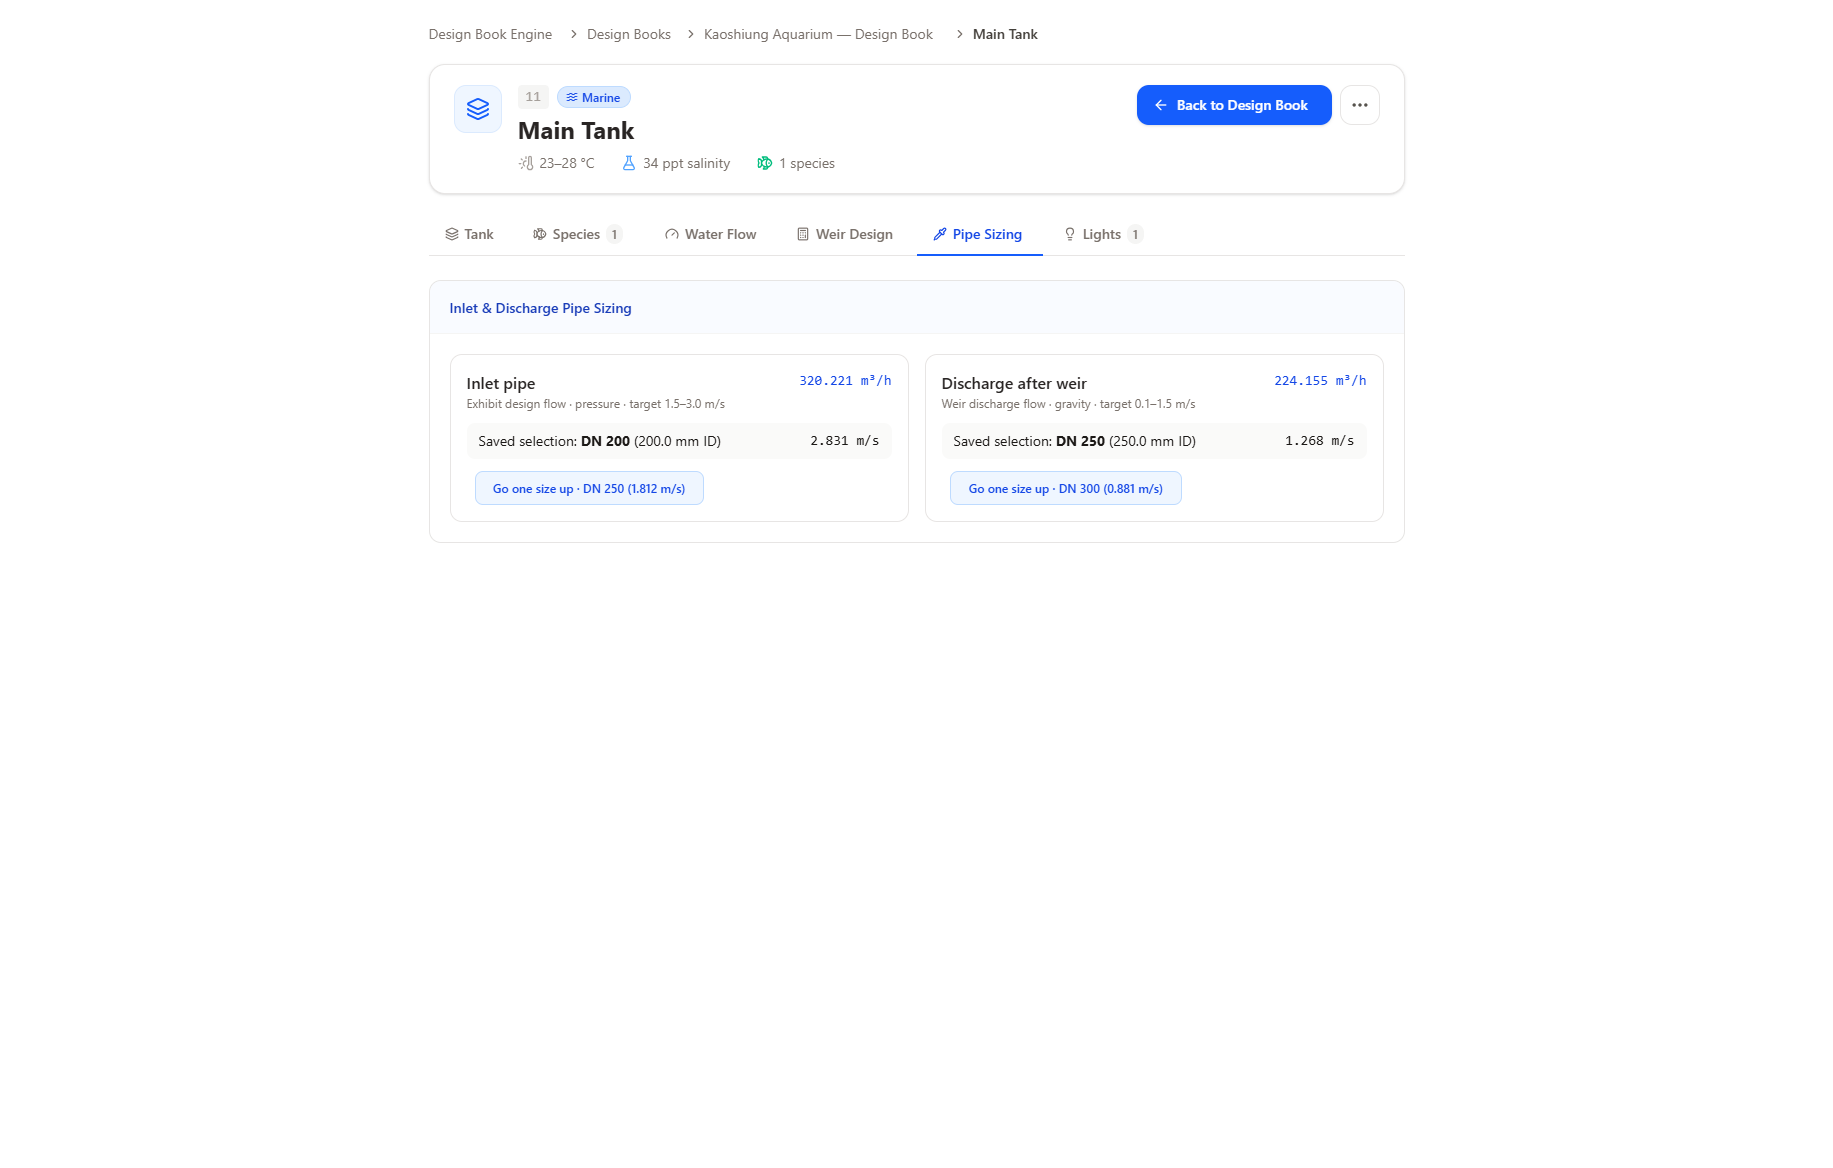 Design Book Engine > Design Books > Kaoshiung Aquarium — Design Book > Main Tank
11 Marine
Main Tank
23–28 °C 34 ppt salinity 1 species
Back to Design Book
Tank Species 1 Water Flow Weir Design Pipe Sizing Lights 1
Inlet & Discharge Pipe Sizing
Inlet pipe 320.221 m³/h
Exhibit design flow · pressure · target 1.5–3.0 m/s
Saved selection: DN 200 (200.0 mm ID) 2.831 m/s
Go one size up · DN 250 (1.812 m/s)
Discharge after weir 224.155 m³/h
Weir discharge flow · gravity · target 0.1–1.5 m/s
Saved selection: DN 250 (250.0 mm ID) 1.268 m/s
Go one size up · DN 300 (0.881 m/s)